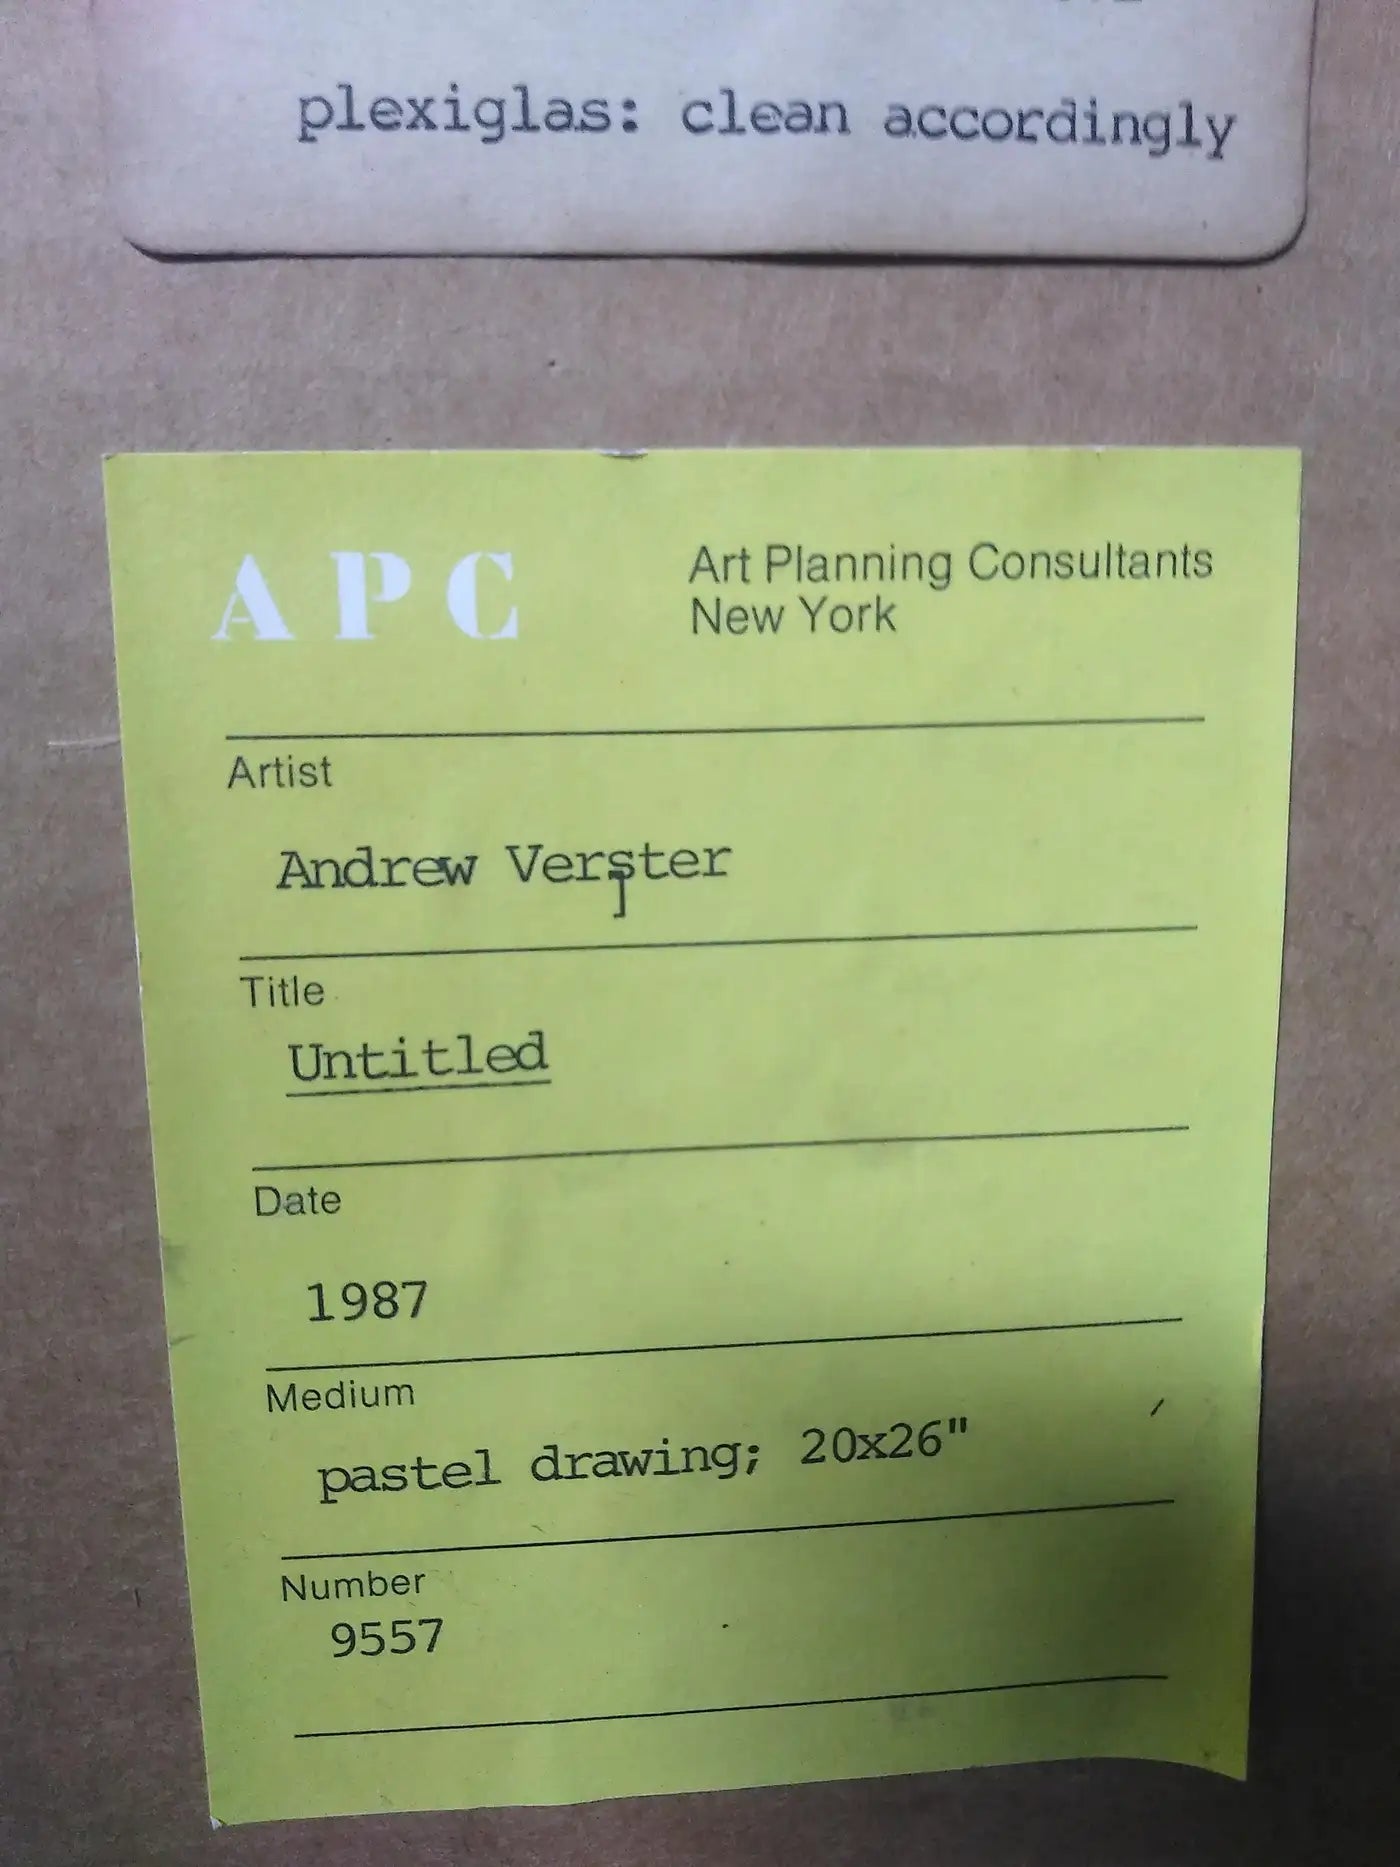 plexiglas: clean accordingly
APC
Art Planning Consultants
New York
Artist
Andrew Verster
Title
Untitled
Date
1987
Medium
pastel drawing; 20x26"
Number
9557